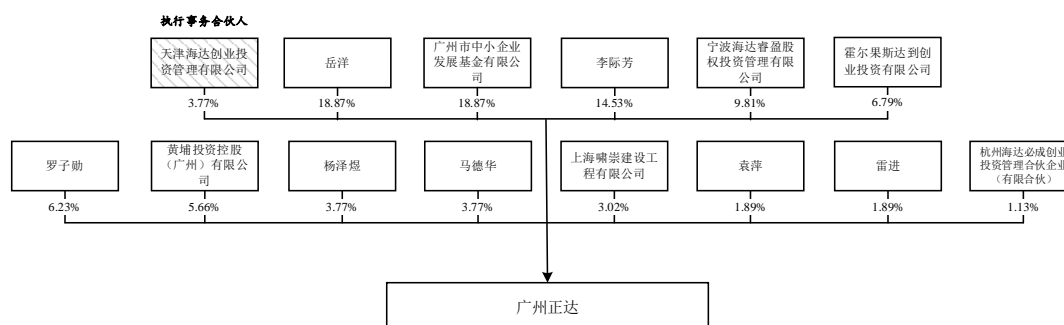 执行事务合伙人
天津海达创业投
资管理有限公司
岳洋
广州市中小企业
发展基金有限公
司
李际芳
宁波海达睿盈股
权投资管理有限
公司
霍尔果斯达到创
业投资有限公司
3.77%
18.87%
18.87%
14.53%
9.81%
6.79%
罗子勋
黄埔投资控股
（广州）有限公
司
杨泽煜
马德华
上海啸崇建设工
程有限公司
袁萍
雷进
杭州海达必成创业
投资管理合伙企业
（有限合伙）
6.23%
5.66%
3.77%
3.77%
3.02%
1.89%
1.89%
1.13%
广州正达